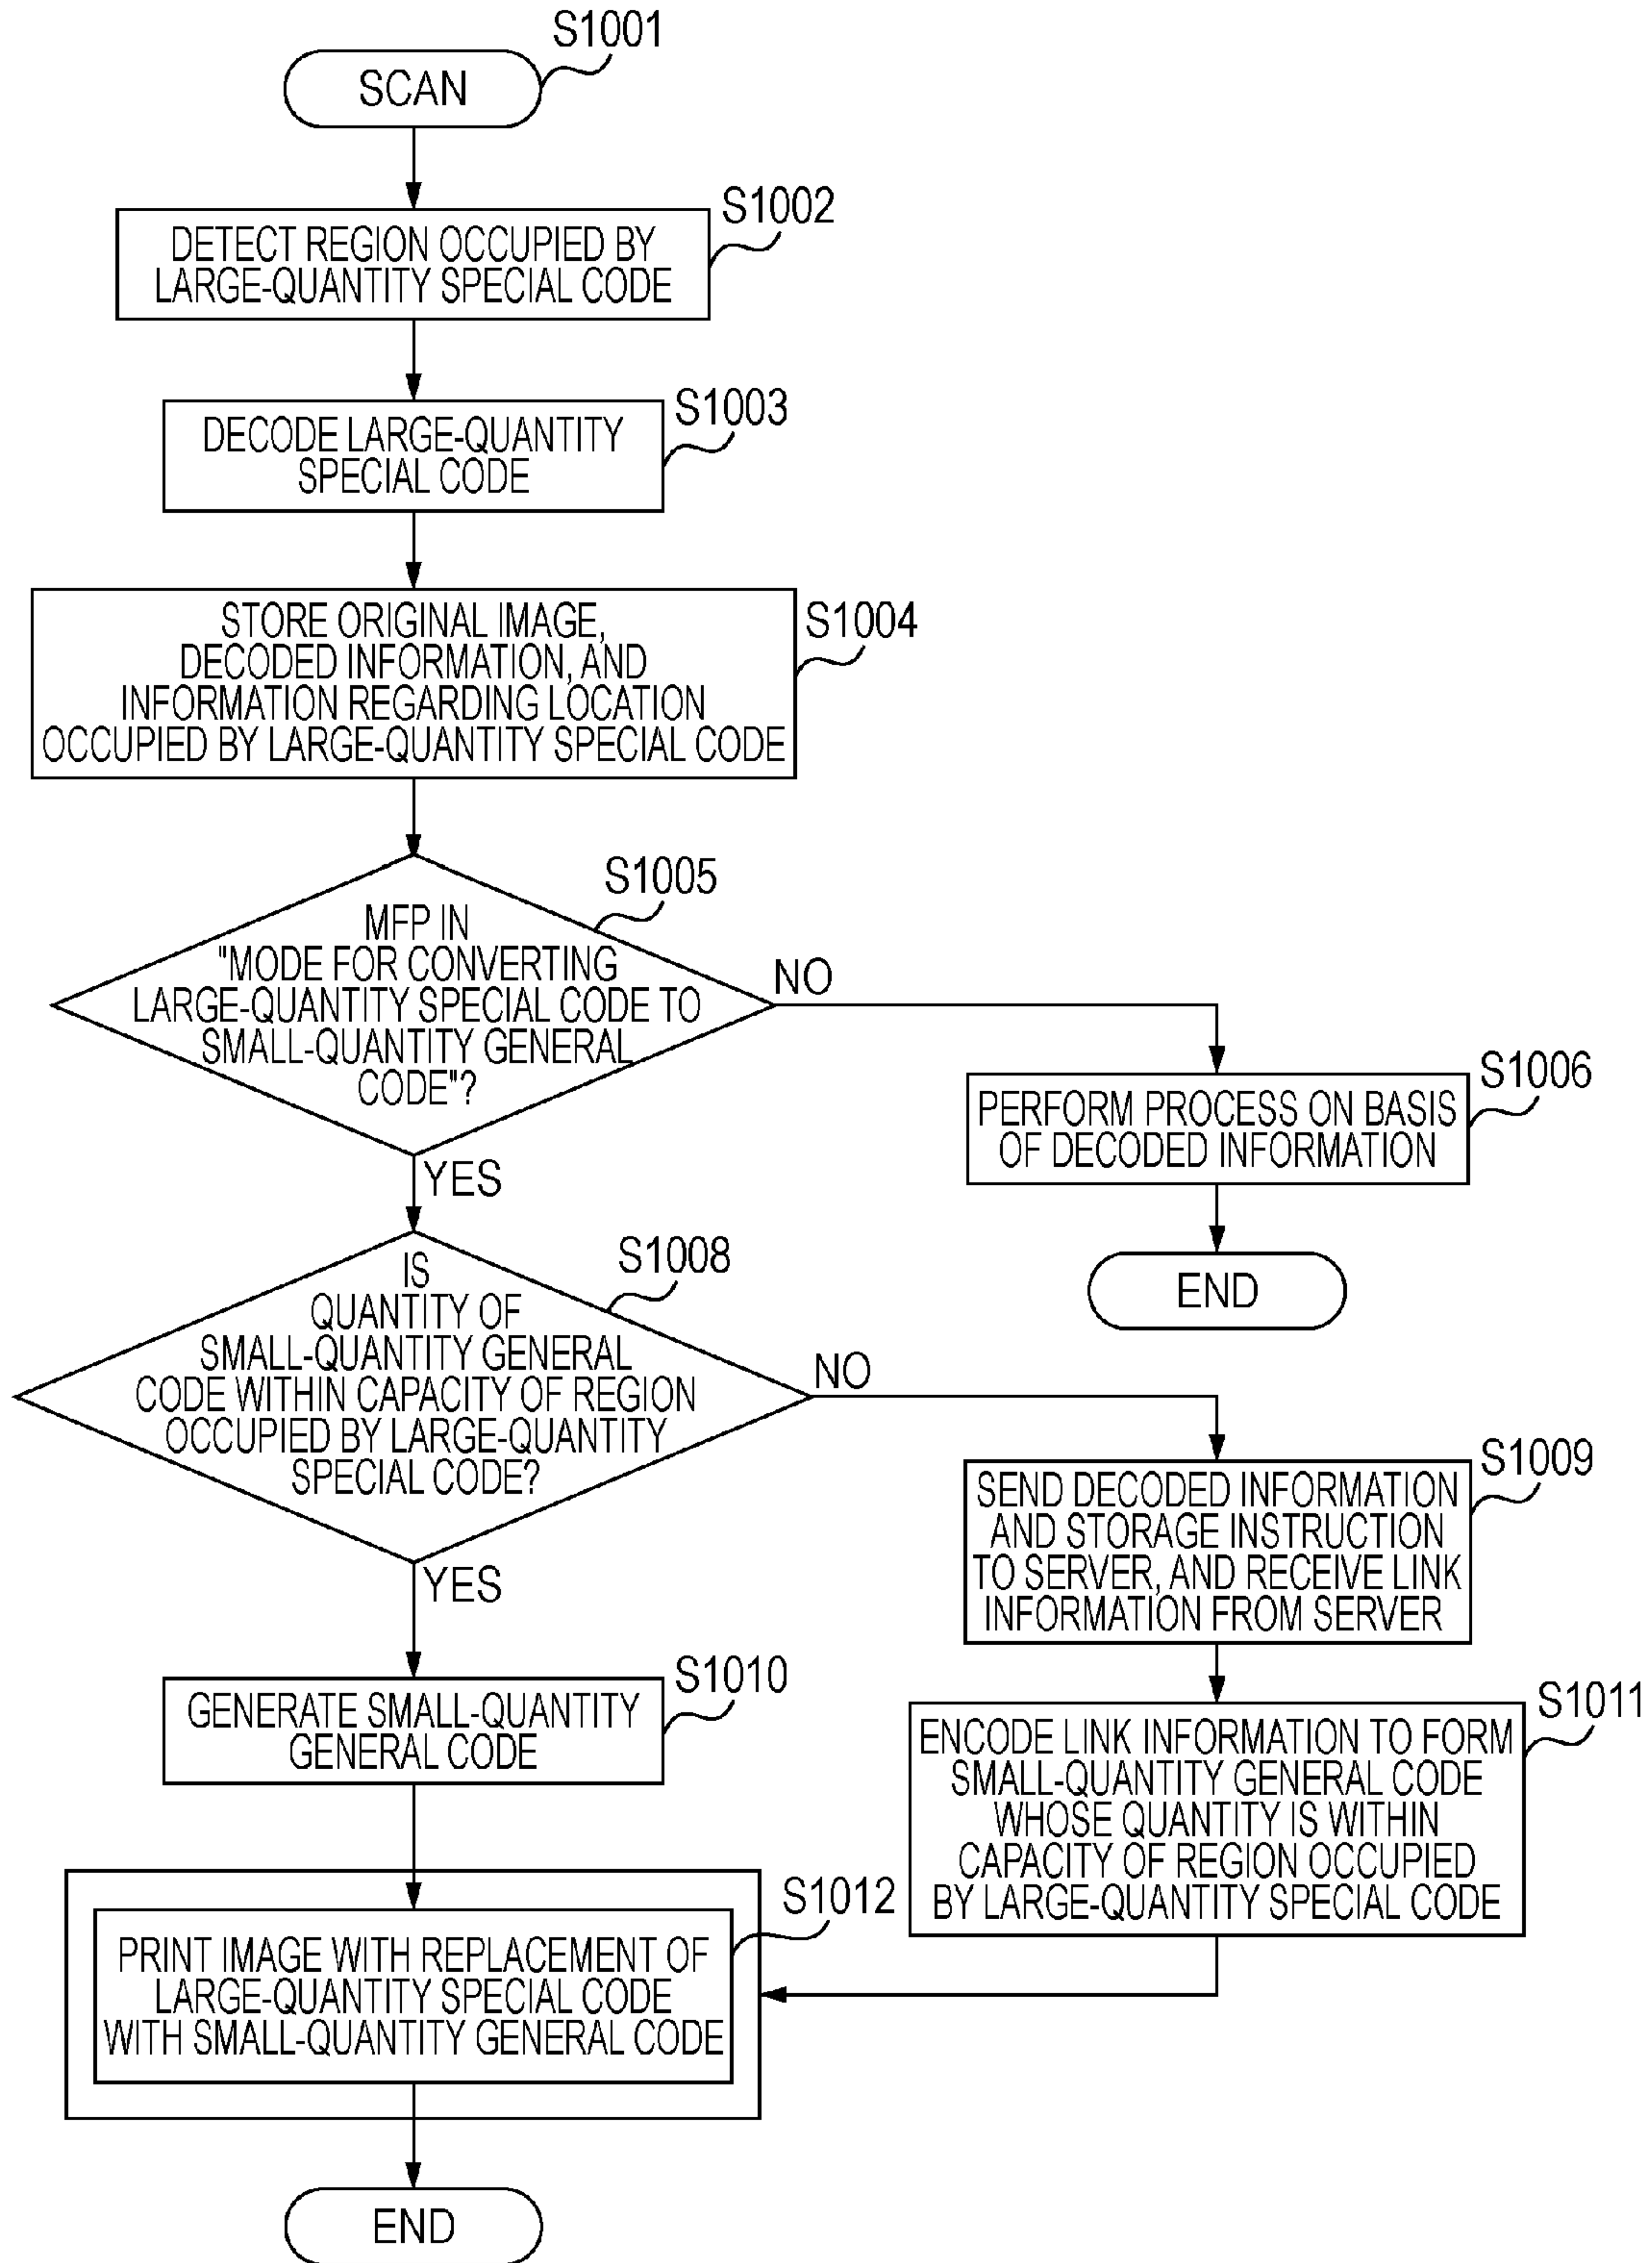 S1001
SCAN
S1002
DETECT REGION OCCUPIED BY
LARGE-QUANTITY SPECIAL CODE
S1003
DECODE LARGE-QUANTITY
SPECIAL CODE
S1004
STORE ORIGINAL IMAGE,
DECODED INFORMATION, AND
INFORMATION REGARDING LOCATION
OCCUPIED BY LARGE-QUANTITY SPECIAL CODE
S1005
MFP IN
"MODE FOR CONVERTING
LARGE-QUANTITY SPECIAL CODE TO
SMALL-QUANTITY GENERAL
CODE"?
NO
S1006
PERFORM PROCESS ON BASIS
OF DECODED INFORMATION
END
YES
S1008
IS
QUANTITY OF
SMALL-QUANTITY GENERAL
CODE WITHIN CAPACITY OF REGION
OCCUPIED BY LARGE-QUANTITY
SPECIAL CODE?
NO
S1009
SEND DECODED INFORMATION
AND STORAGE INSTRUCTION
TO SERVER, AND RECEIVE LINK
INFORMATION FROM SERVER
YES
S1010
GENERATE SMALL-QUANTITY
GENERAL CODE
S1011
ENCODE LINK INFORMATION TO FORM
SMALL-QUANTITY GENERAL CODE
WHOSE QUANTITY IS WITHIN
CAPACITY OF REGION OCCUPIED
BY LARGE-QUANTITY SPECIAL CODE
S1012
PRINT IMAGE WITH REPLACEMENT OF
LARGE-QUANTITY SPECIAL CODE
WITH SMALL-QUANTITY GENERAL CODE
END